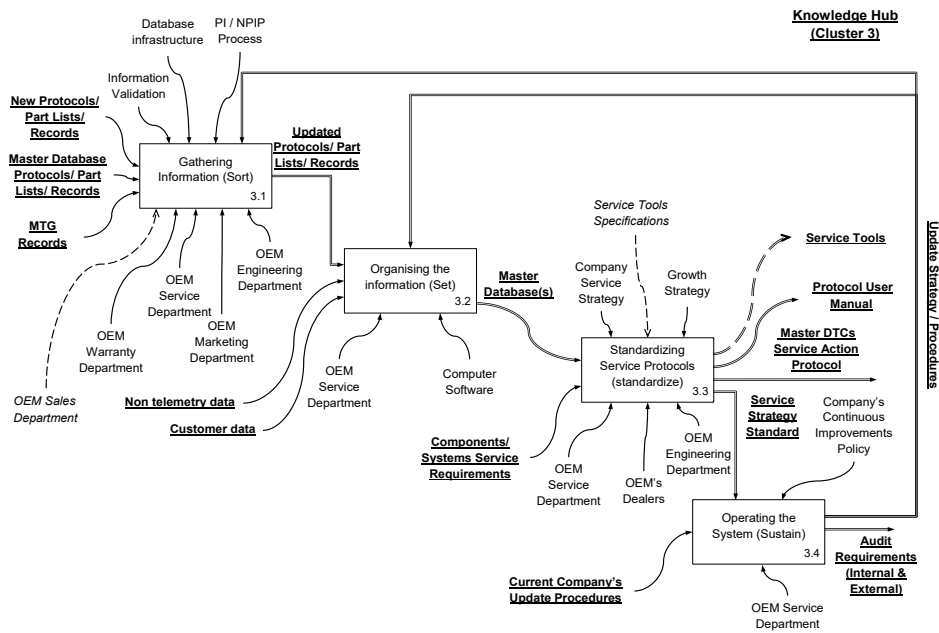 Knowledge Hub
(Cluster 3)
Database
infrastructure
PI / NPIP
Process
Information
Validation
New Protocols/
Part Lists/
Records
Master Database
Protocols/ Part
Lists/ Records
MTG
Records
Gathering
Information (Sort)
3.1
Updated
Protocols/ Part
Lists/ Records
OEM Sales
Department
OEM
Warranty
Department
OEM
Service
Department
OEM
Marketing
Department
OEM
Engineering
Department
Non telemetry data
Customer data
Organising the
information (Set)
3.2
OEM
Service
Department
Computer
Software
Master
Database(s)
Service Tools
Specifications
Company
Service
Strategy
Growth
Strategy
Standardizing
Service Protocols
(standardize)
3.3
Components/
Systems Service
Requirements
OEM
Service
Department
OEM's
Dealers
OEM
Engineering
Department
Service Tools
Protocol User
Manual
Master DTCs
Service Action
Protocol
Service
Strategy
Standard
Company's
Continuous
Improvements
Policy
Update Strategy / Procedures
Operating the
System (Sustain)
3.4
Current Company's
Update Procedures
OEM Service
Department
Audit
Requirements
(Internal &
External)